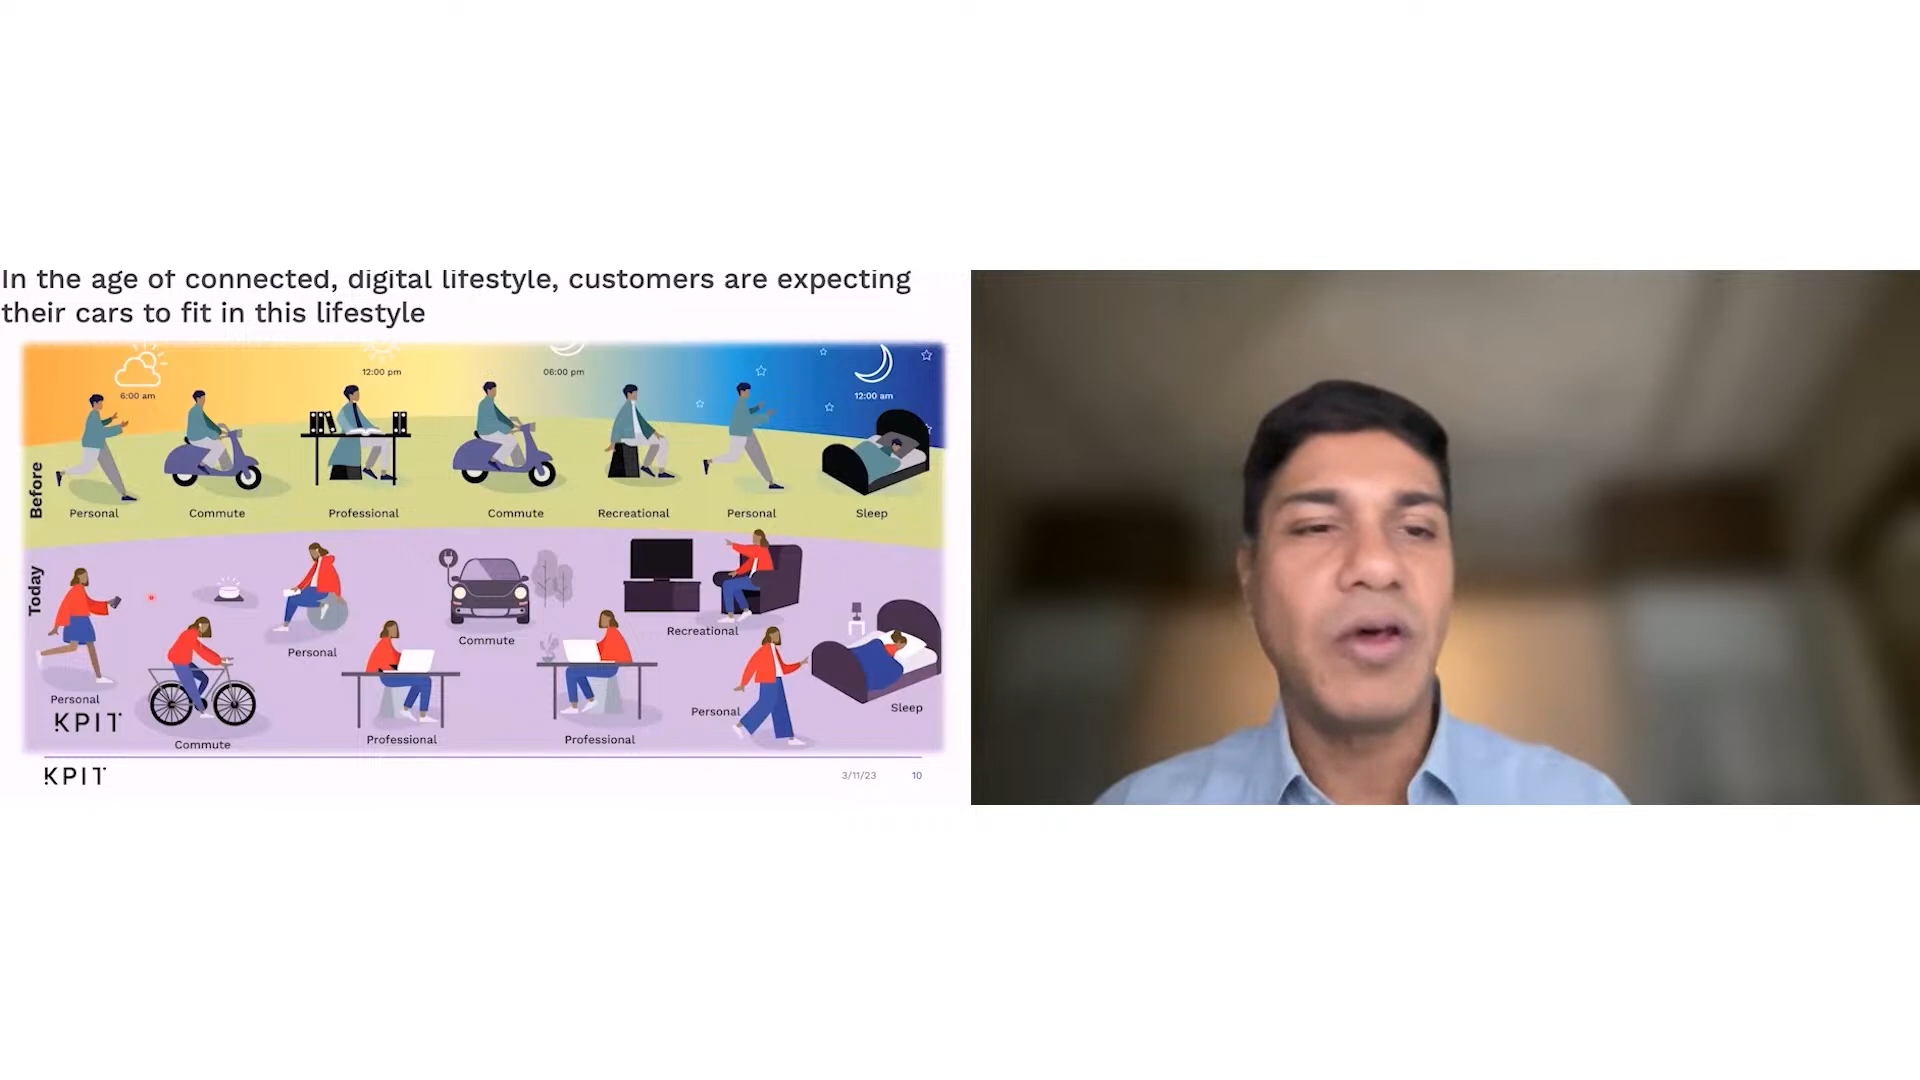 In the age of connected, digital lifestyle, customers are expecting
their cars to fit in this lifestyle
6:00 am
12:00 pm
06:00 pm
12:00 am
Before
Personal
Commute
Professional
Commute
Recreational
Personal
Sleep
Today
Personal
Commute
Personal
Professional
Commute
Professional
Recreational
Personal
Sleep
KPIT
KPIT
3/11/23
10